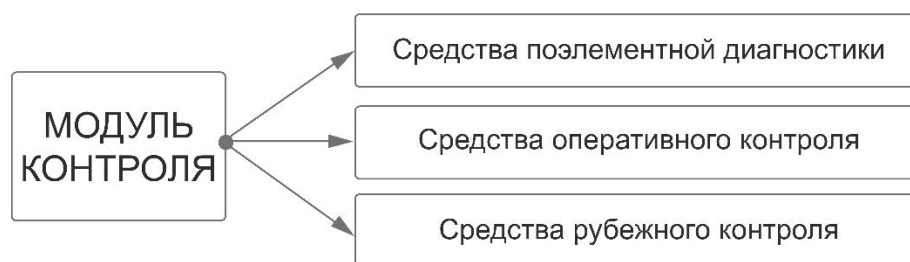 МОДУЛЬ
КОНТРОЛЯ
Средства поэлементной диагностики
Средства оперативного контроля
Средства рубежного контроля